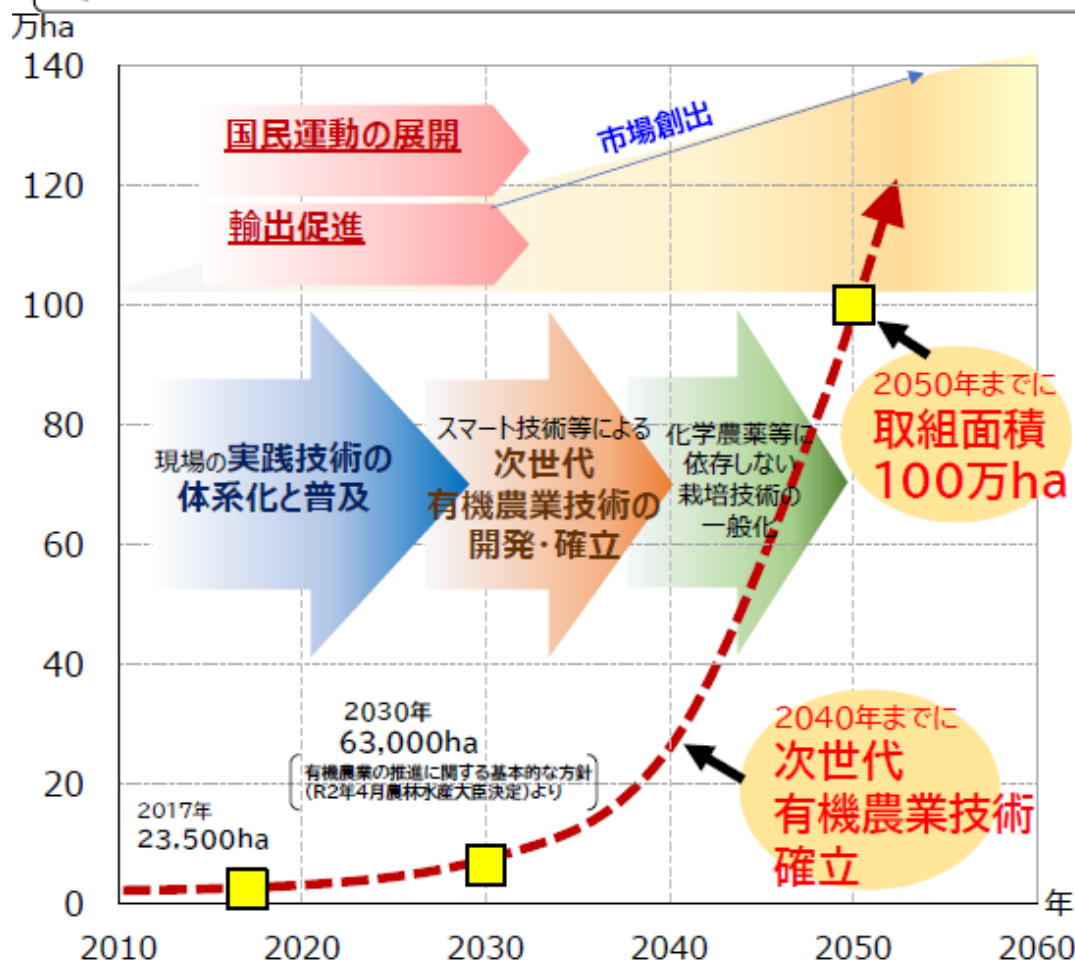 万ha
140
120
100
80
60
40
20
0
2010
2020
2030
2040
2050
2060
年
国民運動の展開
輸出促進
市場創出
現場の実践技術の
体系化と普及
スマート技術等による
次世代
有機農業技術の
開発・確立
化学農薬等に
依存しない
栽培技術の
一般化
2050年までに
取組面積
100万ha
2040年までに
次世代
有機農業技術
確立
2030年
63,000ha
有機農業の推進に関する基本的な方針
(R2年4月農林水産大臣決定)より
2017年
23.500ha